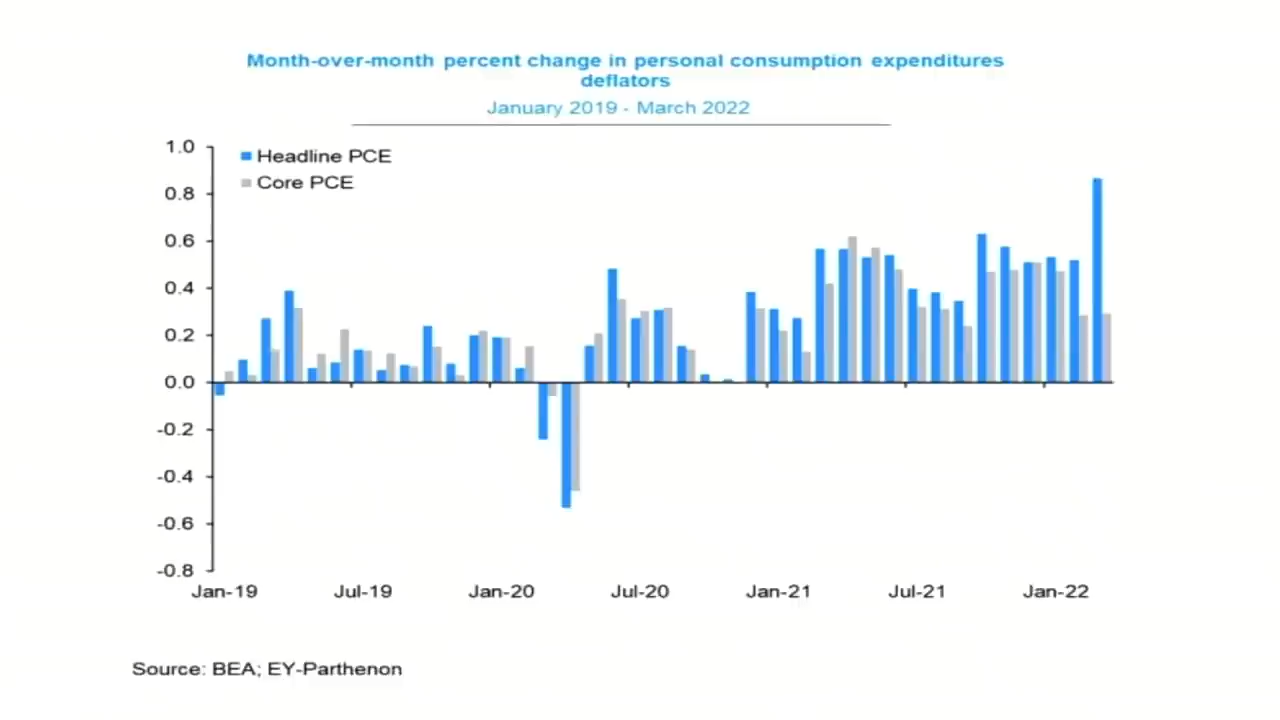 Month-over-month percent change in personal consumption expenditures
deflators
January 2019 - March 2022
1.0
Headline PCE
Core PCE
0.8
0.6
0.4
0.2
0.0
-0.2
-0.4
-0.6
-0.8
Jan-19 Jul-19 Jan-20 Jul-20 Jan-21 Jul-21 Jan-22
Source: BEA; EY-Parthenon